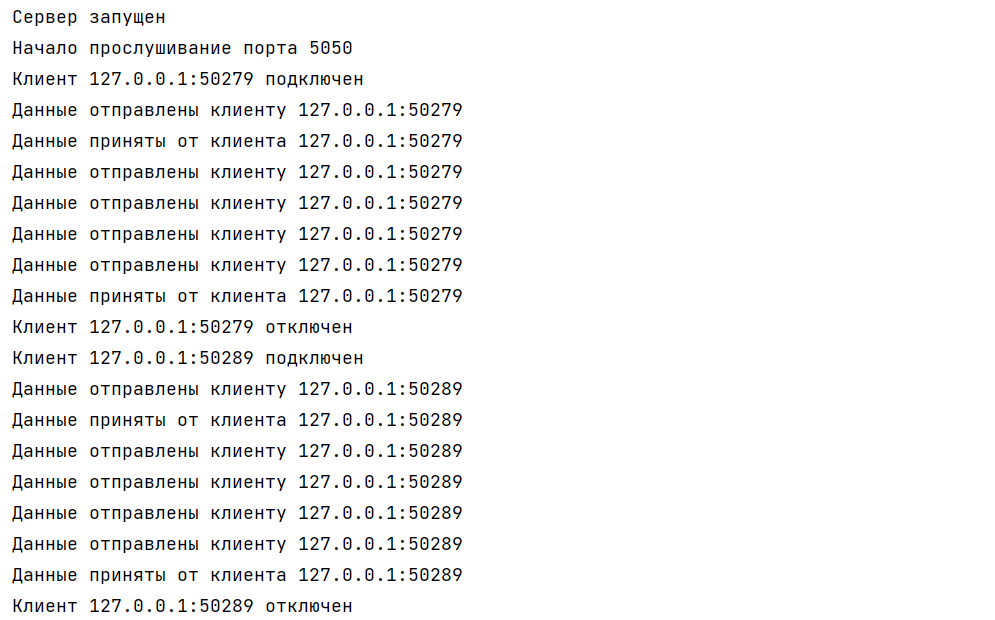 Сервер запущен
Начало прослушивание порта 5050
Клиент 127.0.0.1:50279 подключен
Данные отправлены клиенту 127.0.0.1:50279
Данные приняты от клиента 127.0.0.1:50279
Данные отправлены клиенту 127.0.0.1:50279
Данные отправлены клиенту 127.0.0.1:50279
Данные отправлены клиенту 127.0.0.1:50279
Данные отправлены клиенту 127.0.0.1:50279
Данные приняты от клиента 127.0.0.1:50279
Клиент 127.0.0.1:50279 отключен
Клиент 127.0.0.1:50289 подключен
Данные отправлены клиенту 127.0.0.1:50289
Данные приняты от клиента 127.0.0.1:50289
Данные отправлены клиенту 127.0.0.1:50289
Данные отправлены клиенту 127.0.0.1:50289
Данные отправлены клиенту 127.0.0.1:50289
Данные отправлены клиенту 127.0.0.1:50289
Данные приняты от клиента 127.0.0.1:50289
Клиент 127.0.0.1:50289 отключен